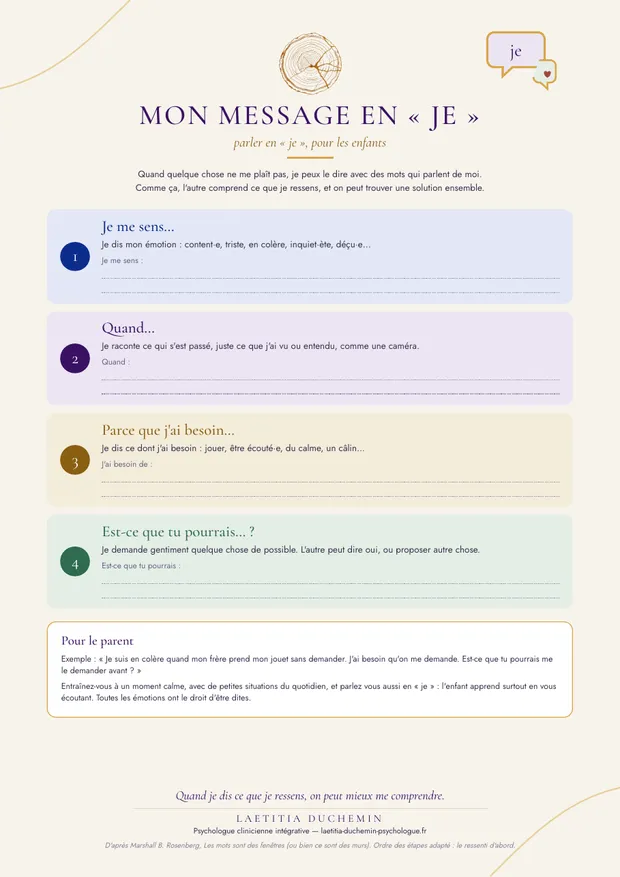 je
MON MESSAGE EN « JE »
parler en « je », pour les enfants
Quand quelque chose ne me plaît pas, je peux le dire avec des mots qui parlent de moi.
Comme ça, l'autre comprend ce que je ressens, et on peut trouver une solution ensemble.
1
Je me sens…
Je dis mon émotion : content·e, triste, en colère, inquiet·ète, déçu·e…
Je me sens :
2
Quand…
Je raconte ce qui s'est passé, juste ce que j'ai vu ou entendu, comme une caméra.
Quand :
3
Parce que j'ai besoin…
Je dis ce dont j'ai besoin : jouer, être écouté·e, du calme, un câlin…
J'ai besoin de :
4
Est-ce que tu pourrais… ?
Je demande gentiment quelque chose de possible. L'autre peut dire oui, ou proposer autre chose.
Est-ce que tu pourrais :
Pour le parent
Exemple : « Je suis en colère quand mon frère prend mon jouet sans demander. J'ai besoin qu'on me demande. Est-ce que tu pourrais me
le demander avant ? »
Entraînez-vous à un moment calme, avec de petites situations du quotidien, et parlez vous aussi en « je » : l'enfant apprend surtout en vous
écoutant. Toutes les émotions ont le droit d'être dites.
Quand je dis ce que je ressens, on peut mieux me comprendre.
LAETITIA DUCHEMIN
Psychologue clinicienne intégrative — laetitia-duchemin-psychologue.fr
D'après Marshall B. Rosenberg, Les mots sont des fenêtres (ou bien ce sont des murs). Ordre des étapes adapté : le ressenti d'abord.